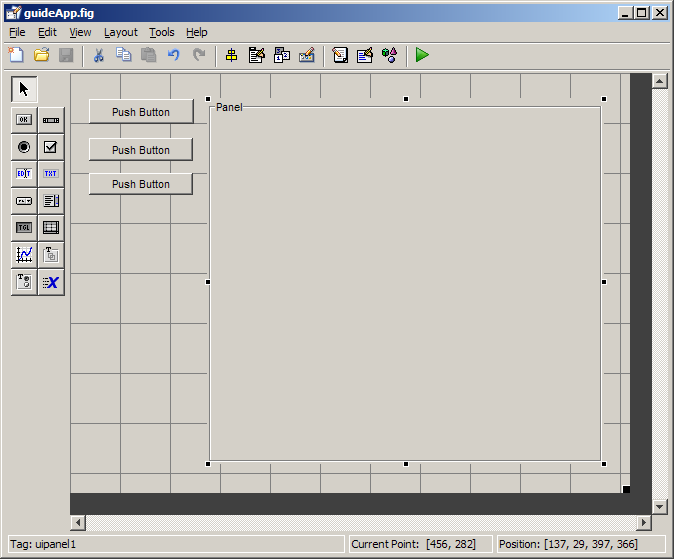 guideApp.fig
File Edit View Layout Tools Help
Push Button
Panel
Push Button
Push Button
OK
EDIT TXT
TGL
Tag: uipanel1 Current Point: [456, 282] Position: [137, 29, 397, 366]